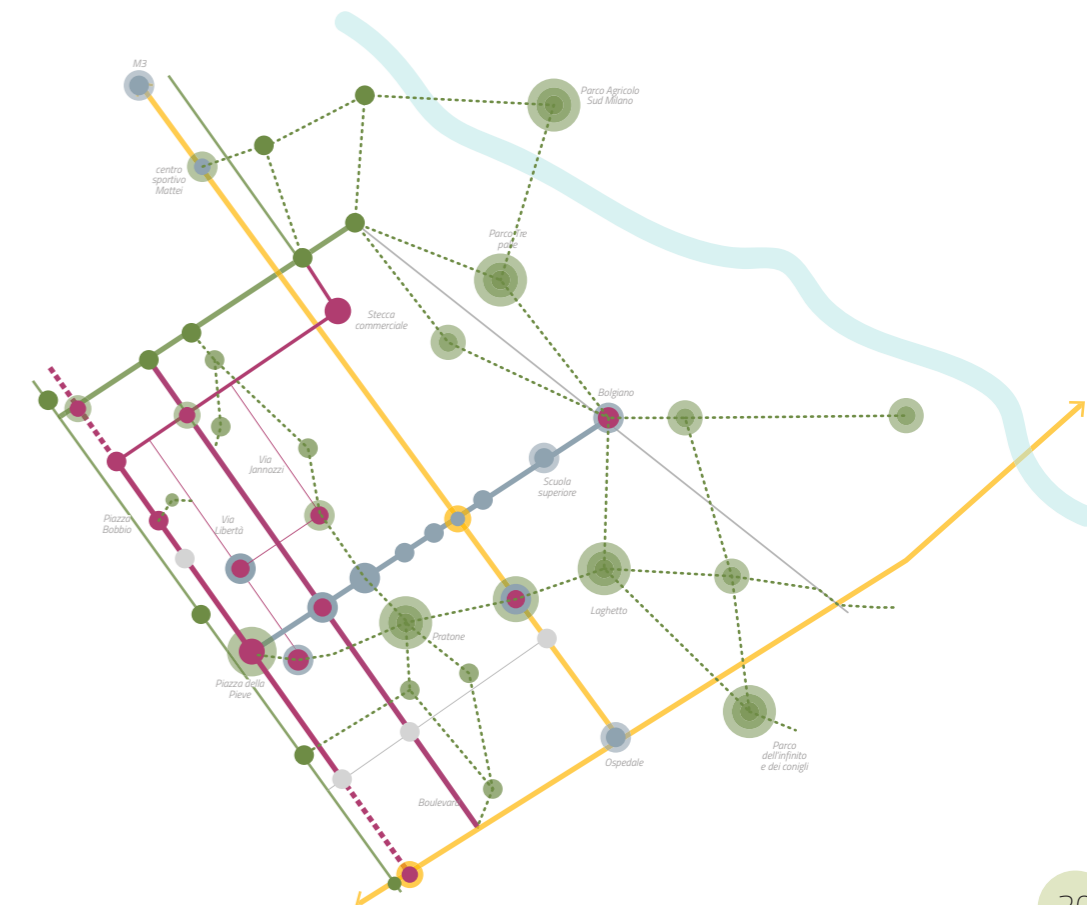 M3
Parco Agricolo
Sud Milano
centro
sportivo
Mattei
Parco Tre
palle
Stecca
commerciale
Bolgiano
Via
Jannozzi
Scuola
superiore
Piazza
Bobbio
Via
Libertà
Laghetto
Pratone
Piazza della
Pieve
Parco
dell'infinito
e dei conigli
Ospedale
Boulevard